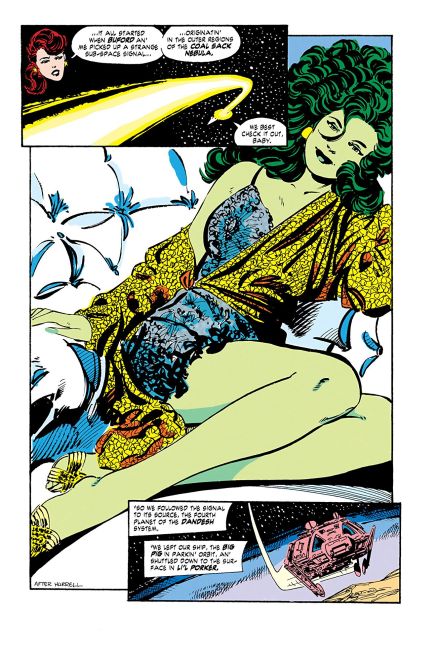 ...IT ALL STARTED
WHEN BUFORD AN'
ME PICKED UP A STRANGE
SUB-SPACE SIGNAL...
...ORIGINATIN'
IN THE OUTER REGIONS
OF THE COAL SACK
NEBULA.
WE BEST
CHECK IT OUT,
BABY.
"SO WE FOLLOWED THE SIGNAL
TO ITS SOURCE, THE FOURTH
PLANET OF THE DANDESH
SYSTEM.
"WE LEFT OUR SHIP, THE BIG
PIG IN PARKIN' ORBIT, AN'
SHUTTLED DOWN TO THE SUR-
FACE IN LI'L PORKER.
AFTER HURRELL